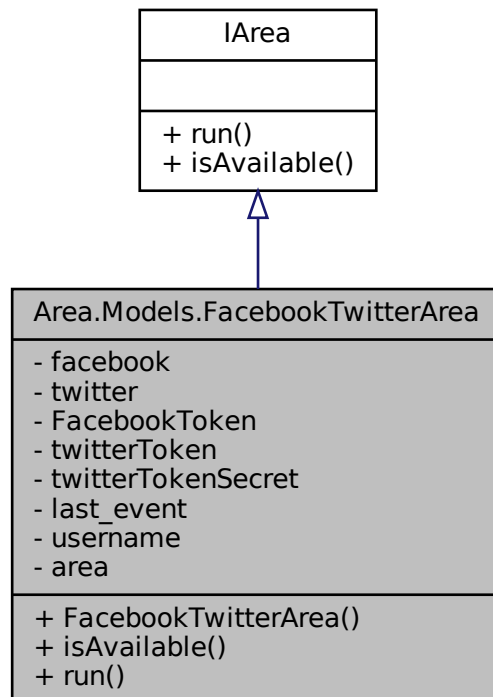 IArea
+ run()
+ isAvailable()
Area.Models.FacebookTwitterArea
- facebook
- twitter
- FacebookToken
- twitterToken
- twitterTokenSecret
- last_event
- username
- area
+ FacebookTwitterArea()
+ isAvailable()
+ run()